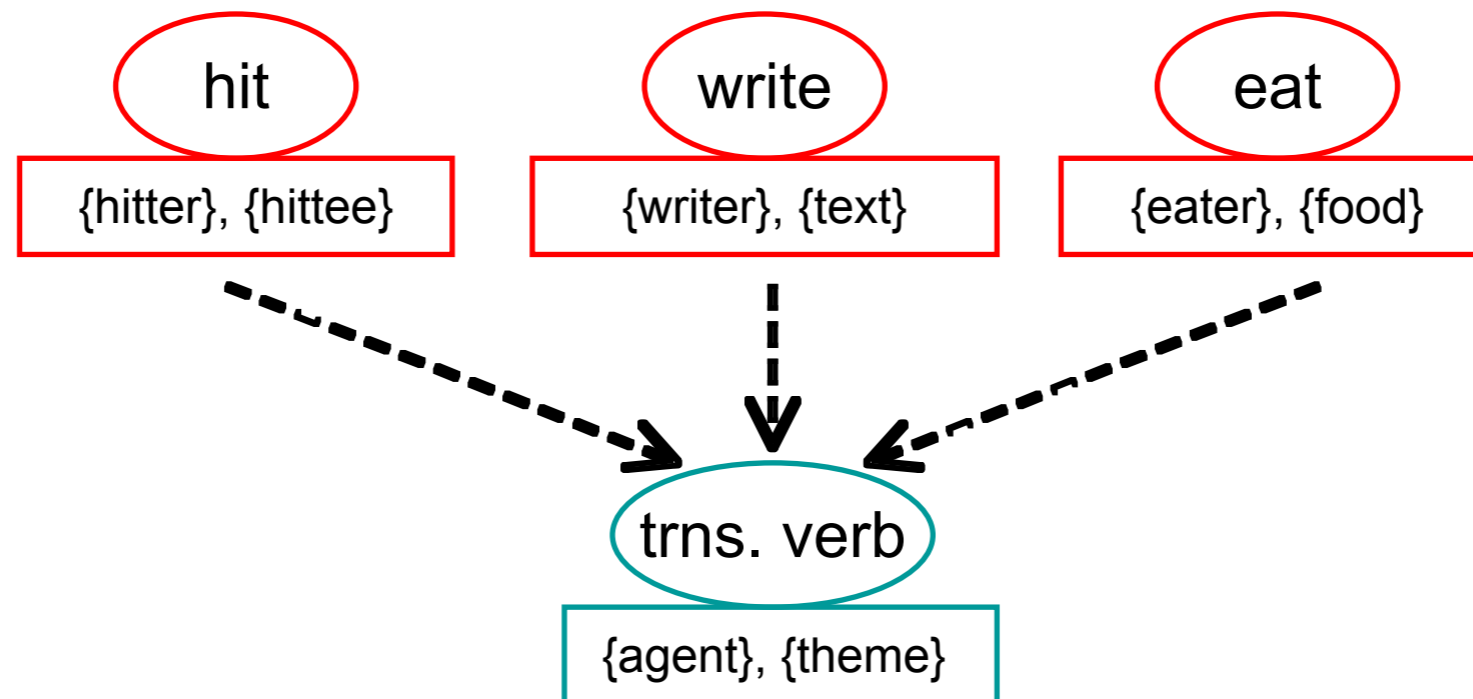 hit
write
eat
{hitter}, {hittee}
{writer}, {text}
{eater}, {food}
trns. verb
{agent}, {theme}